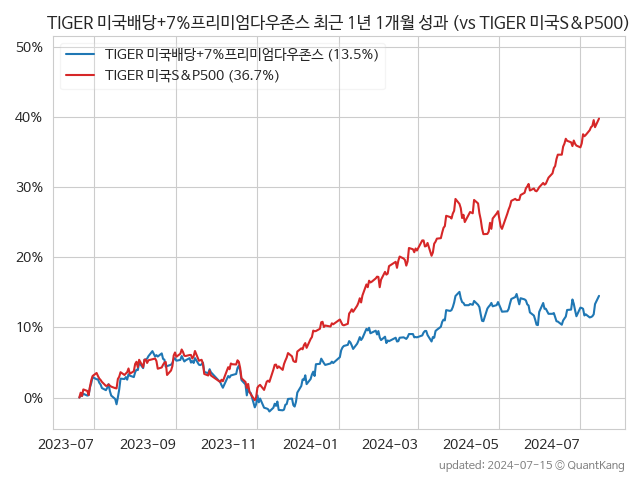 TIGER 미국배당+7%프리미엄다우존스 최근 1년 1개월 성과 (vs TIGER 미국S&P500)
50%
TIGER 미국배당+7%프리미엄다우존스 (13.5%)
TIGER 미국S&P500 (36.7%)
40%
30%
20%
10%
0%
2023-07 2023-09 2023-11 2024-01 2024-03 2024-05 2024-07
updated: 2024-07-15 © QuantKang